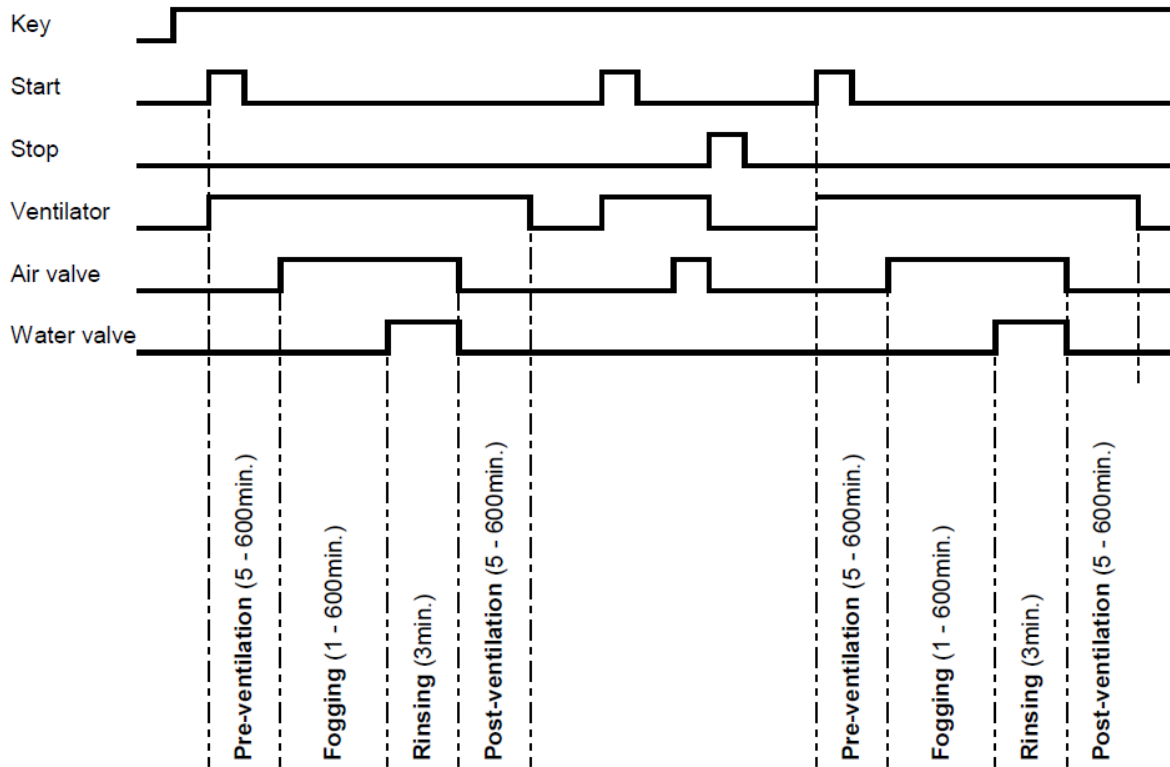 Key
Start
Stop
Ventilator
Air valve
Water valve
Pre-ventilation (5 - 600min.)
Fogging (1 - 600min.)
Rinsing (3min.)
Post-ventilation (5 - 600min.)
Pre-ventilation (5 - 600min.)
Fogging (1 - 600min.)
Rinsing (3min.)
Post-ventilation (5 - 600min.)